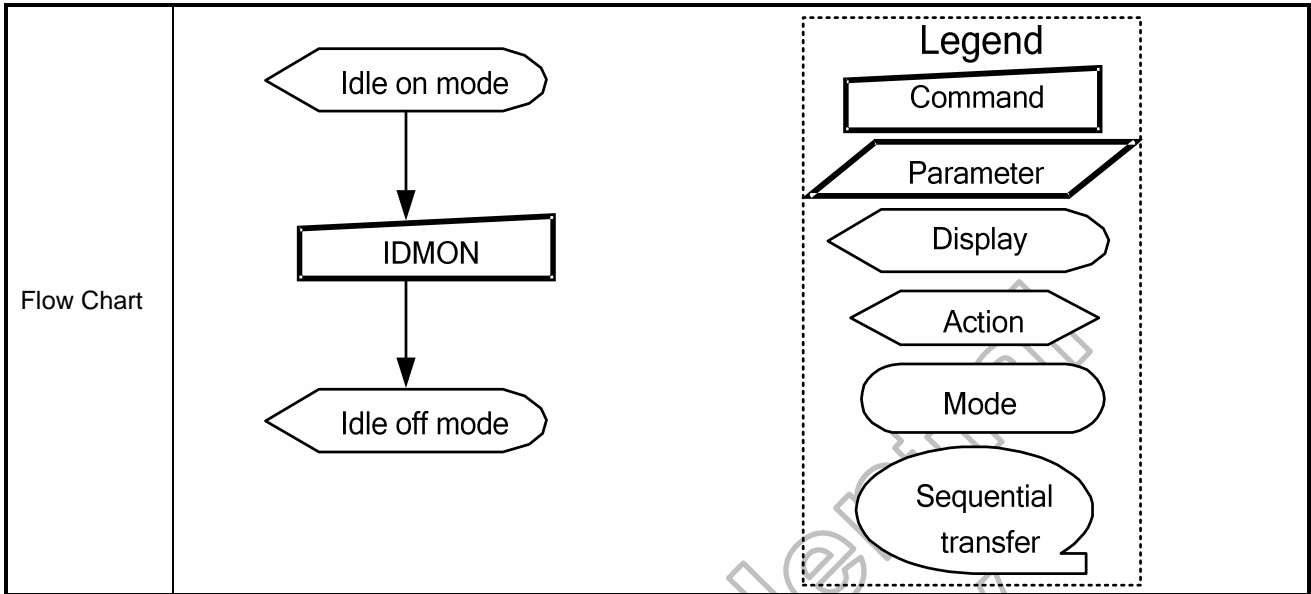 Flow Chart
Idle on mode
IDMON
Idle off mode
Legend
Command
Parameter
Display
Action
Mode
Sequential
transfer